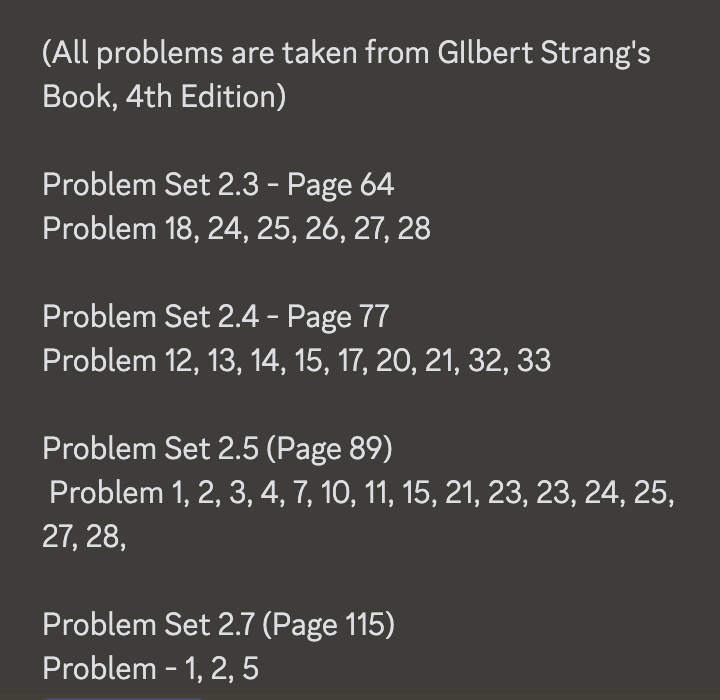 (All problems are taken from GIlbert Strang's
Book, 4th Edition)
Problem Set 2.3 - Page 64
Problem 18, 24, 25, 26, 27, 28
Problem Set 2.4 - Page 77
Problem 12, 13, 14, 15, 17, 20, 21, 32, 33
Problem Set 2.5 (Page 89)
Problem 1, 2, 3, 4, 7, 10, 11, 15, 21, 23, 23, 24, 25,
27, 28,
Problem Set 2.7 (Page 115)
Problem - 1, 2, 5